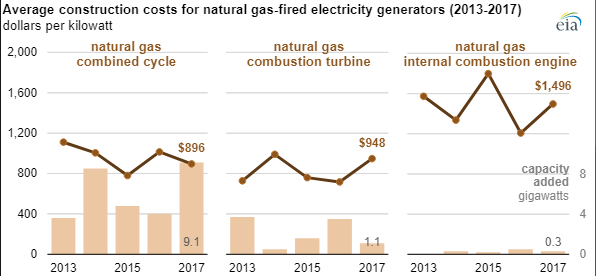 Average construction costs for natural gas-fired electricity generators (2013-2017)
dollars per kilowatt
eia
natural gas
combined cycle
natural gas
combustion turbine
natural gas
internal combustion engine
2,000
1,600
1,200
800
400
0
$896
$948
$1,496
capacity
added
gigawatts
8
4
0
9.1
1.1
0.3
2013
2015
2017
2013
2015
2017
2013
2015
2017